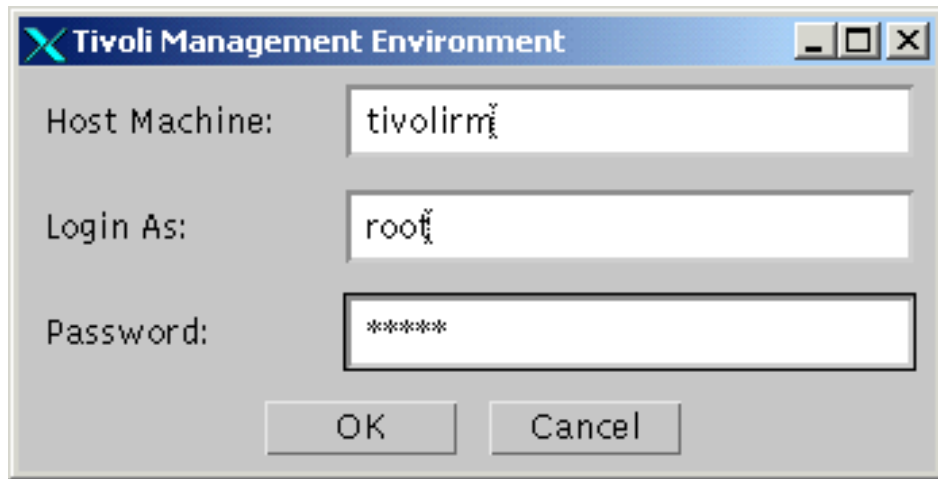 Tivoli Management Environment
Host Machine: tivolirm
Login As: root
Password: *****
OK Cancel